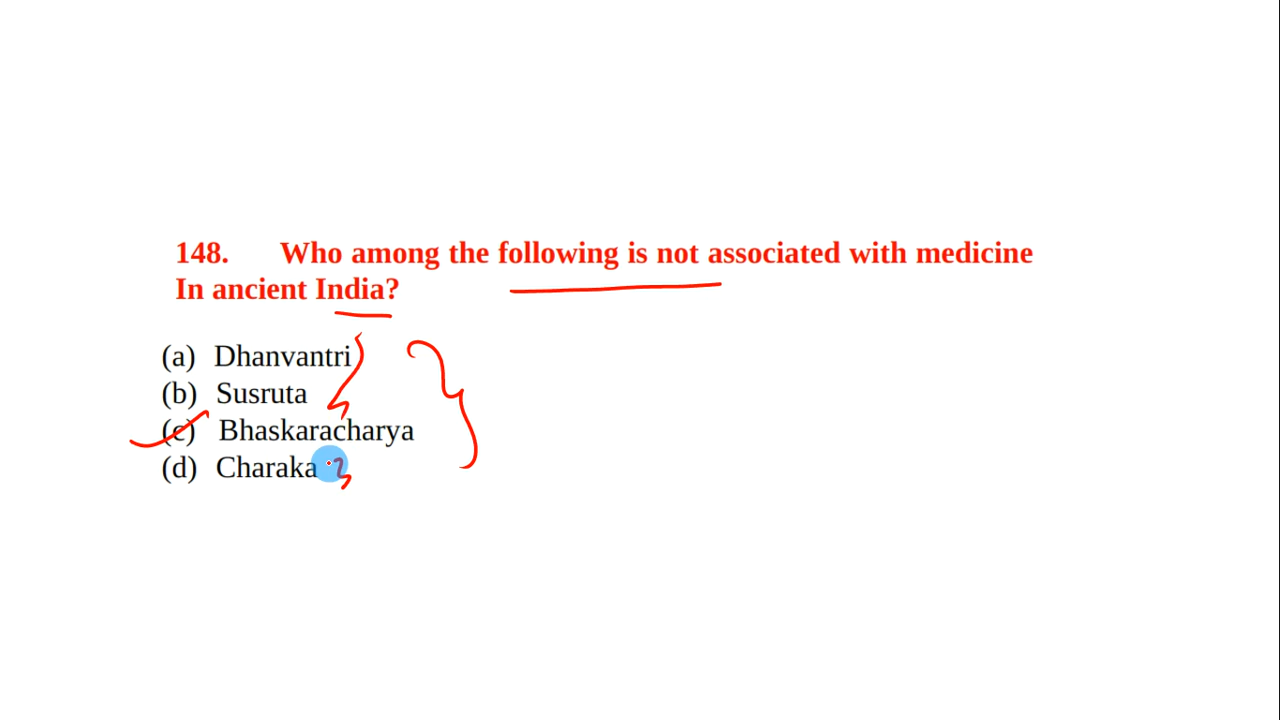 148. Who among the following is not associated with medicine
In ancient India?
(a) Dhanvantri
(b) Susruta
(c) Bhaskaracharya
(d) Charaka